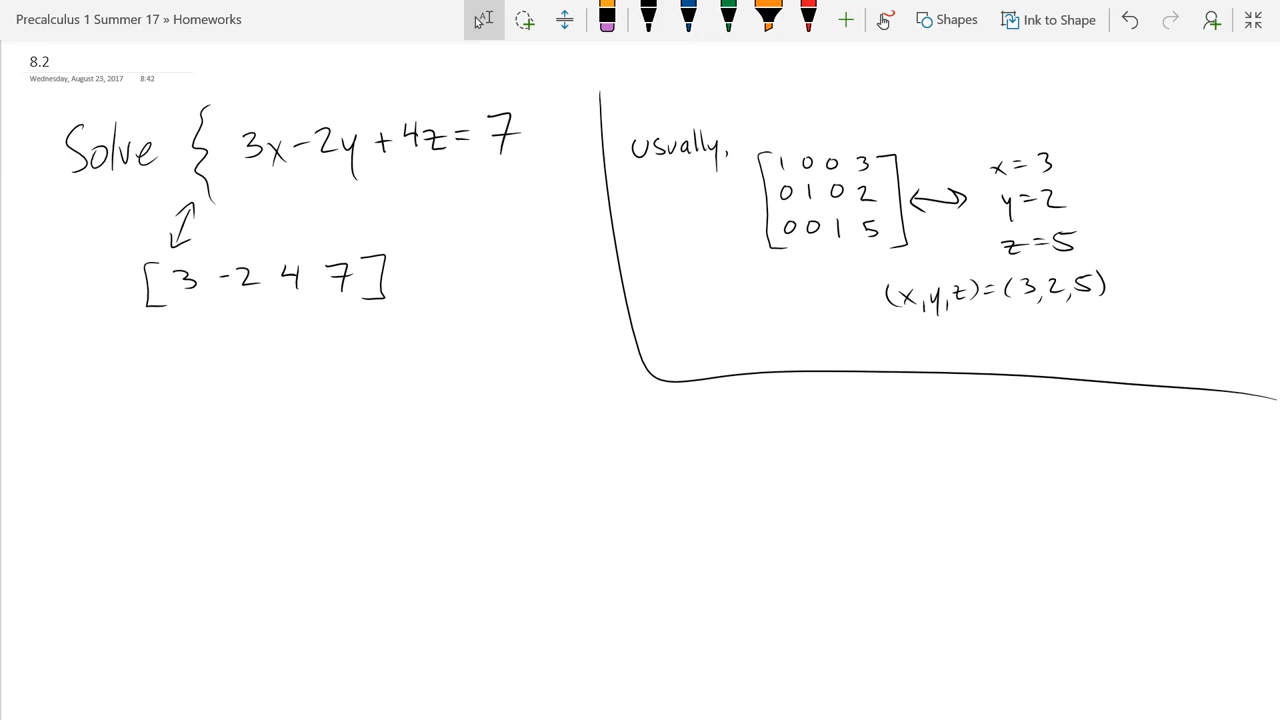 Precalculus 1 Summer 17 » Homeworks
Shapes
Ink to Shape
8.2
Wednesday, August 23, 2017 8:42
Solve { 3x-2y+4z=7
[3 -2 4 7]
usually,
[1 0 0 3
0 1 0 2
0 0 1 5]
x=3
y=2
z=5
(x,y,z)=(3,2,5)